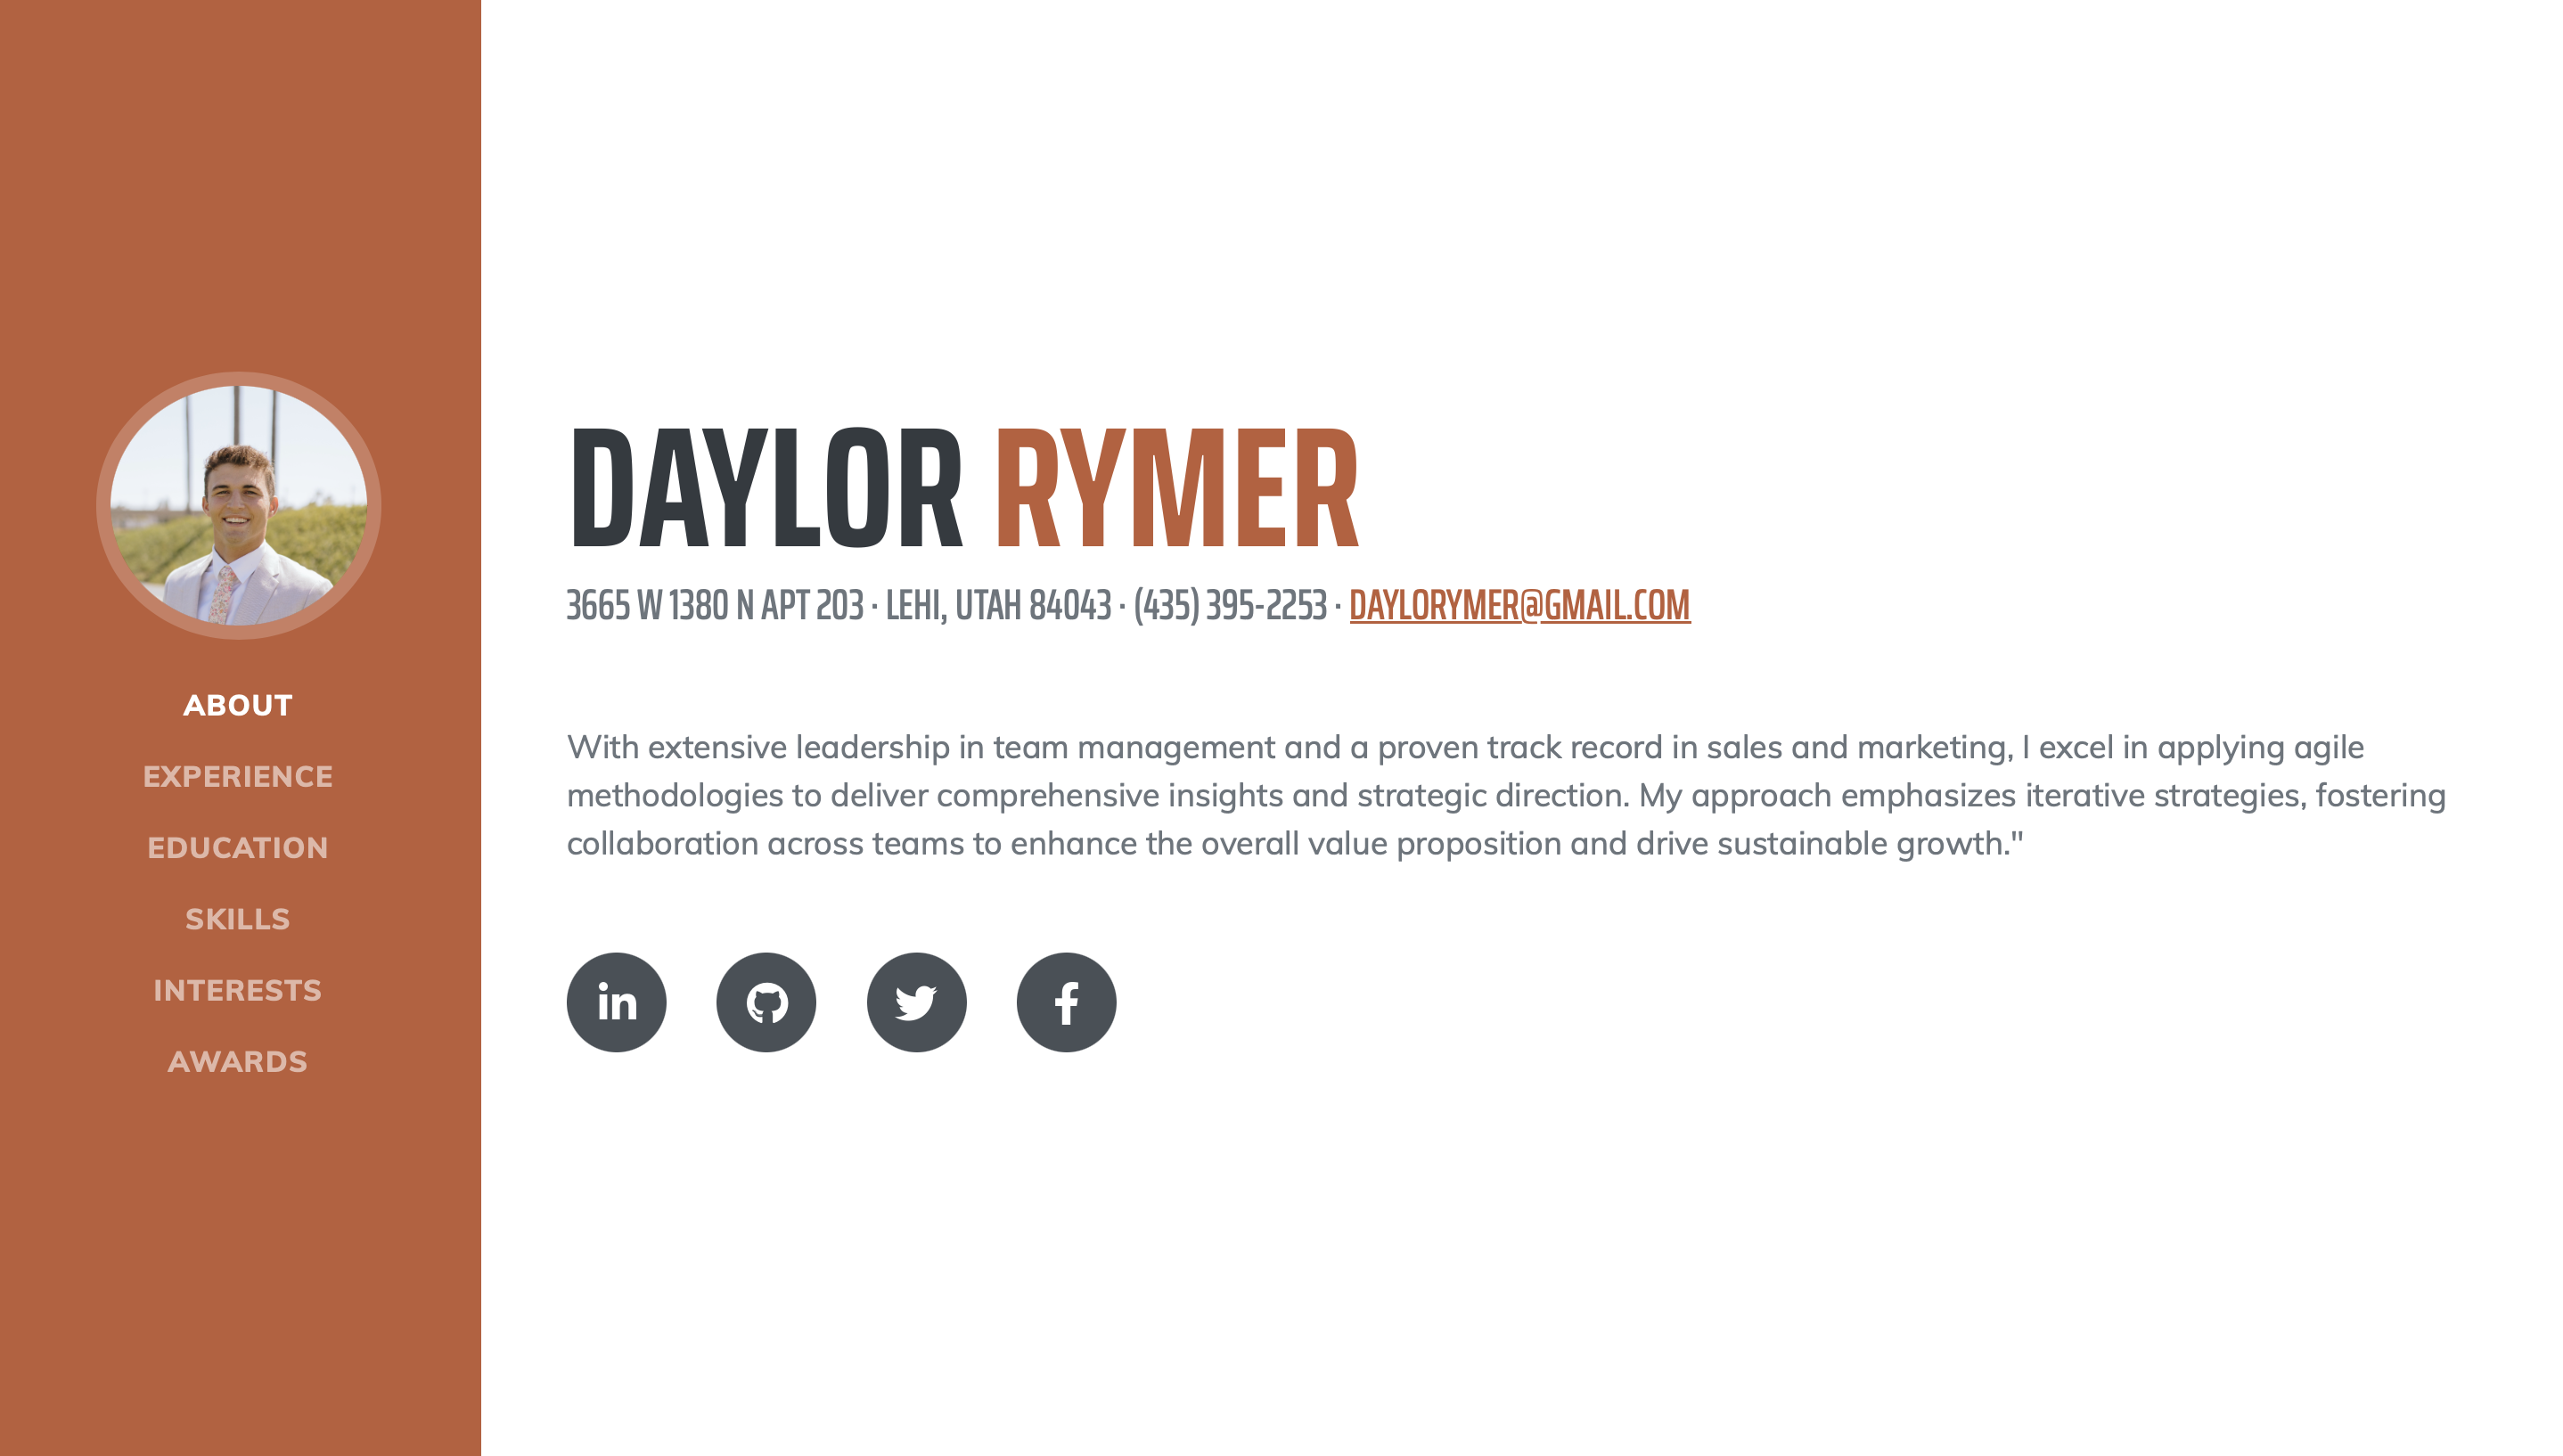 ABOUT
EXPERIENCE
EDUCATION
SKILLS
INTERESTS
AWARDS
DAYLOR RYMER
3665 W 1380 N APT 203 · LEHI, UTAH 84043 · (435) 395-2253 · DAYLORYMER@GMAIL.COM
With extensive leadership in team management and a proven track record in sales and marketing, I excel in applying agile
methodologies to deliver comprehensive insights and strategic direction. My approach emphasizes iterative strategies, fostering
collaboration across teams to enhance the overall value proposition and drive sustainable growth."
in
f